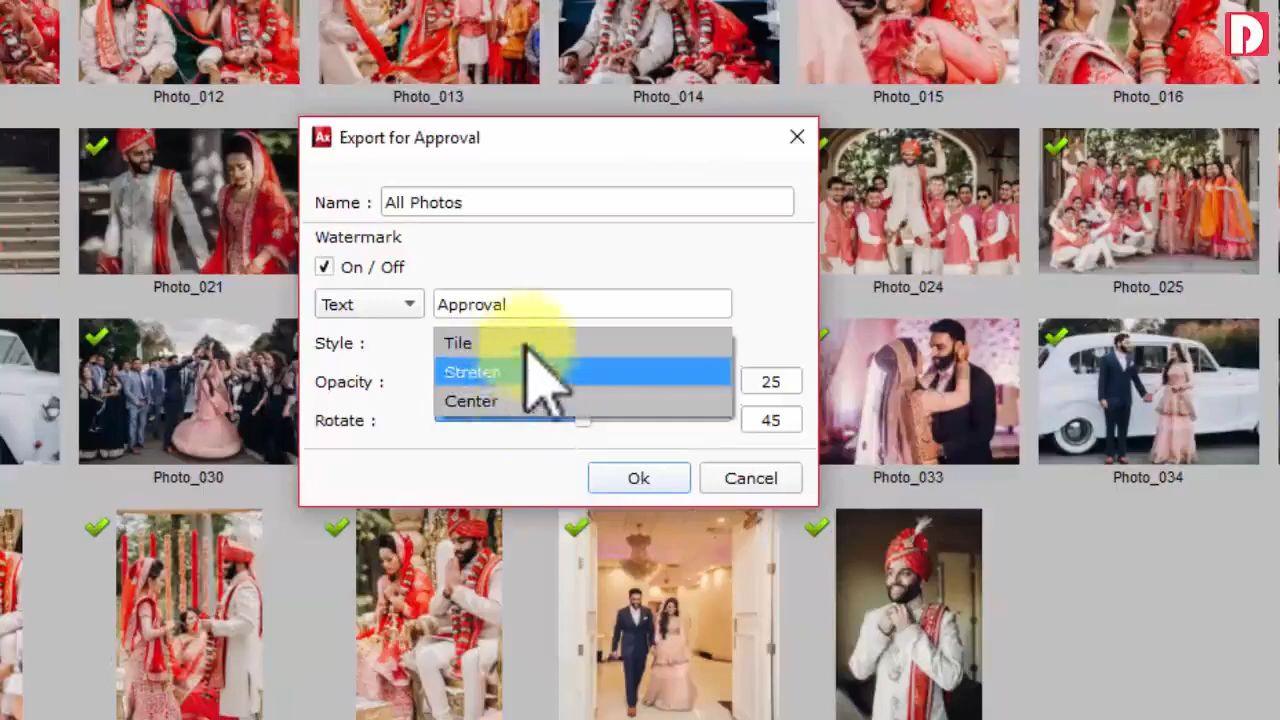 D
Photo_012
Photo_013
Photo_014
Photo_015
Photo_016
Ax Export for Approval
Name : All Photos
Watermark
On / Off
Text Approval
Style : Tile
Stretch
Center
Opacity : 25
Rotate : 45
Ok Cancel
Photo_021
Photo_024
Photo_025
Photo_030
Photo_033
Photo_034